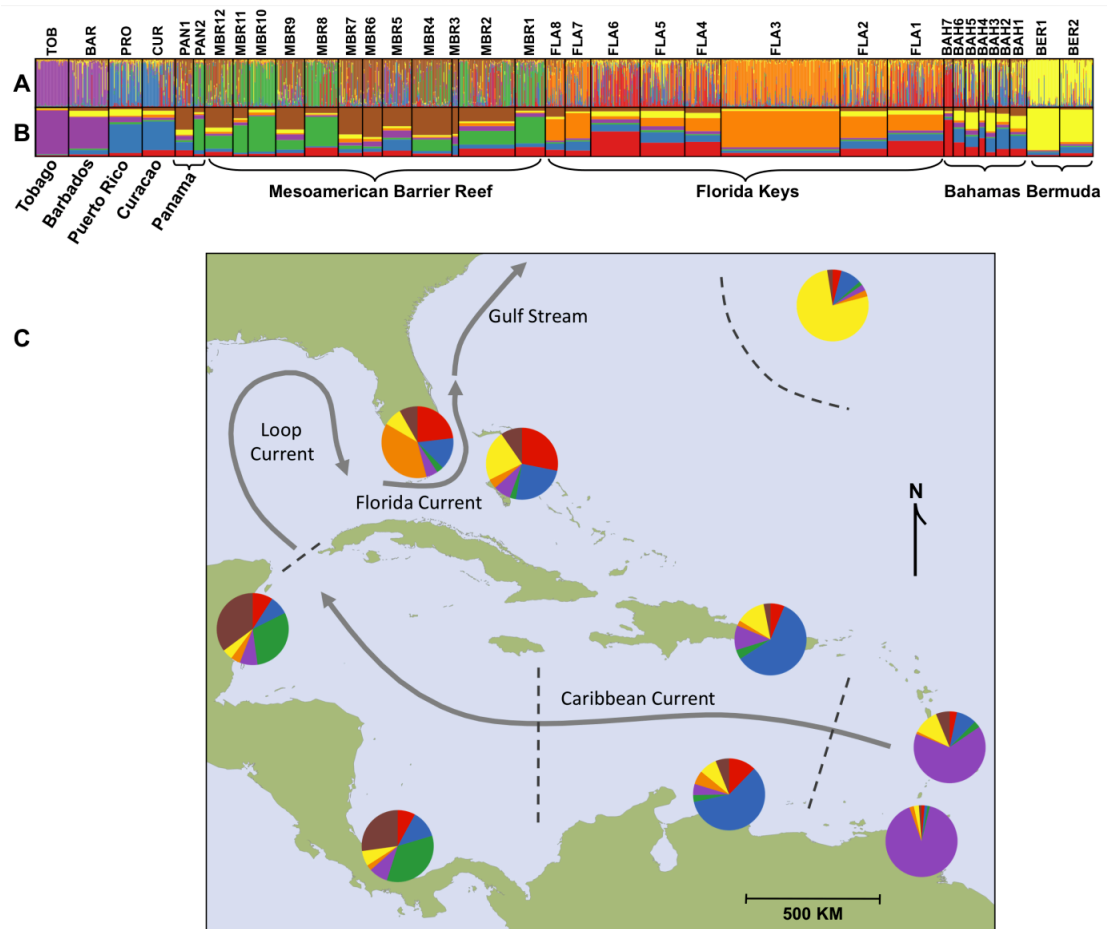 TOB BAR PRO CUR PAN1 PAN2 MBR12 MBR11 MBR10 MBR9 MBR8 MBR7 MBR6 MBR5 MBR4 MBR3 MBR2 MBR1 FLA8 FLA7 FLA6 FLA5 FLA4 FLA3 FLA2 FLA1 BAH7 BAH6 BAH5 BAH4 BAH3 BAH2 BAH1 BER1 BER2
A
B
Tobago Barbados Puerto Rico Curacao Panama Mesoamerican Barrier Reef Florida Keys Bahamas Bermuda
C
Gulf Stream
Loop
Current
Florida Current
N
Caribbean Current
500 KM